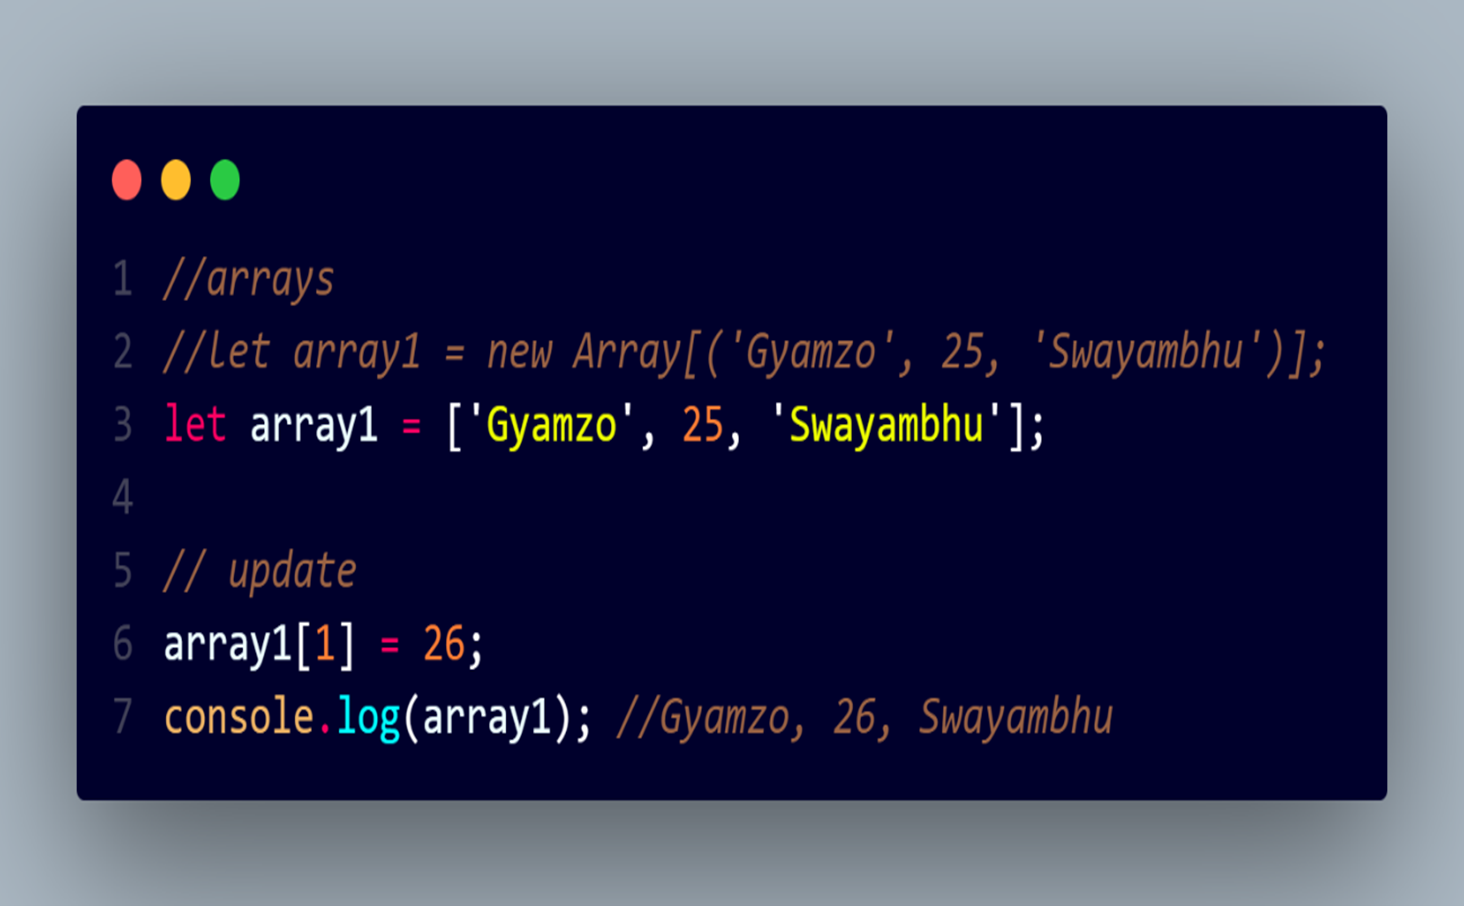 1 //arrays
2 //let array1 = new Array[('Gyamzo', 25, 'Swayambhu')];
3 let array1 = ['Gyamzo', 25, 'Swayambhu'];
4
5 // update
6 array1[1] = 26;
7 console.log(array1); //Gyamzo, 26, Swayambhu